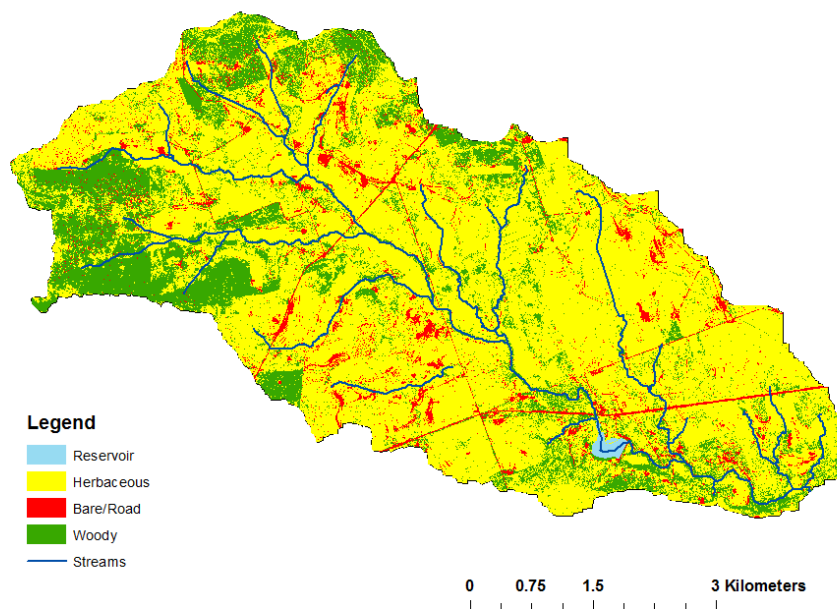 Legend
Reservoir
Herbaceous
Bare/Road
Woody
Streams
0 0.75 1.5 3 Kilometers